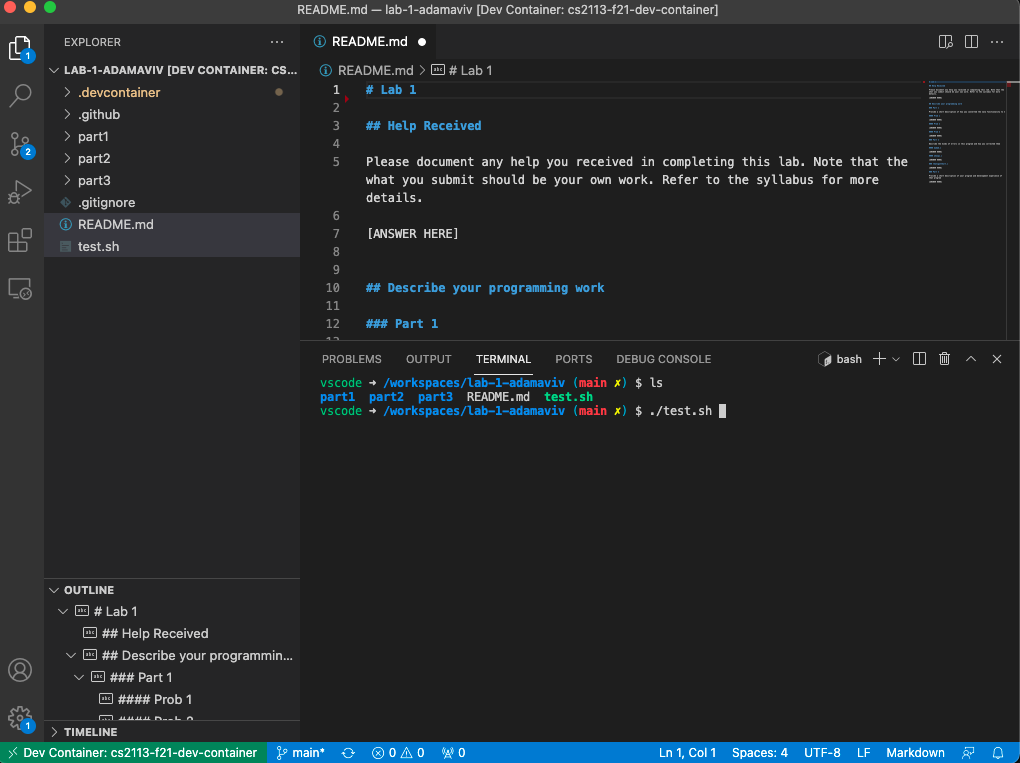 README.md — lab-1-adamaviv [Dev Container: cs2113-f21-dev-container]
EXPLORER
1
2
LAB-1-ADAMAVIV [DEV CONTAINER: CS...
.devcontainer
.github
part1
part2
part3
.gitignore
README.md
test.sh
OUTLINE
# Lab 1
## Help Received
## Describe your programmin...
### Part 1
#### Prob 1
#### Prob 2
TIMELINE
1
README.md
README.md > # Lab 1
1 # Lab 1
2
3 ## Help Received
4
5 Please document any help you received in completing this lab. Note that the
what you submit should be your own work. Refer to the syllabus for more
details.
6
7 [ANSWER HERE]
8
9
10 ## Describe your programming work
11
12 ### Part 1
13
PROBLEMS OUTPUT TERMINAL PORTS DEBUG CONSOLE bash
vscode ➜ /workspaces/lab-1-adamaviv (main ✗) $ ls
part1 part2 part3 README.md test.sh
vscode ➜ /workspaces/lab-1-adamaviv (main ✗) $ ./test.sh
Dev Container: cs2113-f21-dev-container main* 0 0 0 Ln 1, Col 1 Spaces: 4 UTF-8 LF Markdown